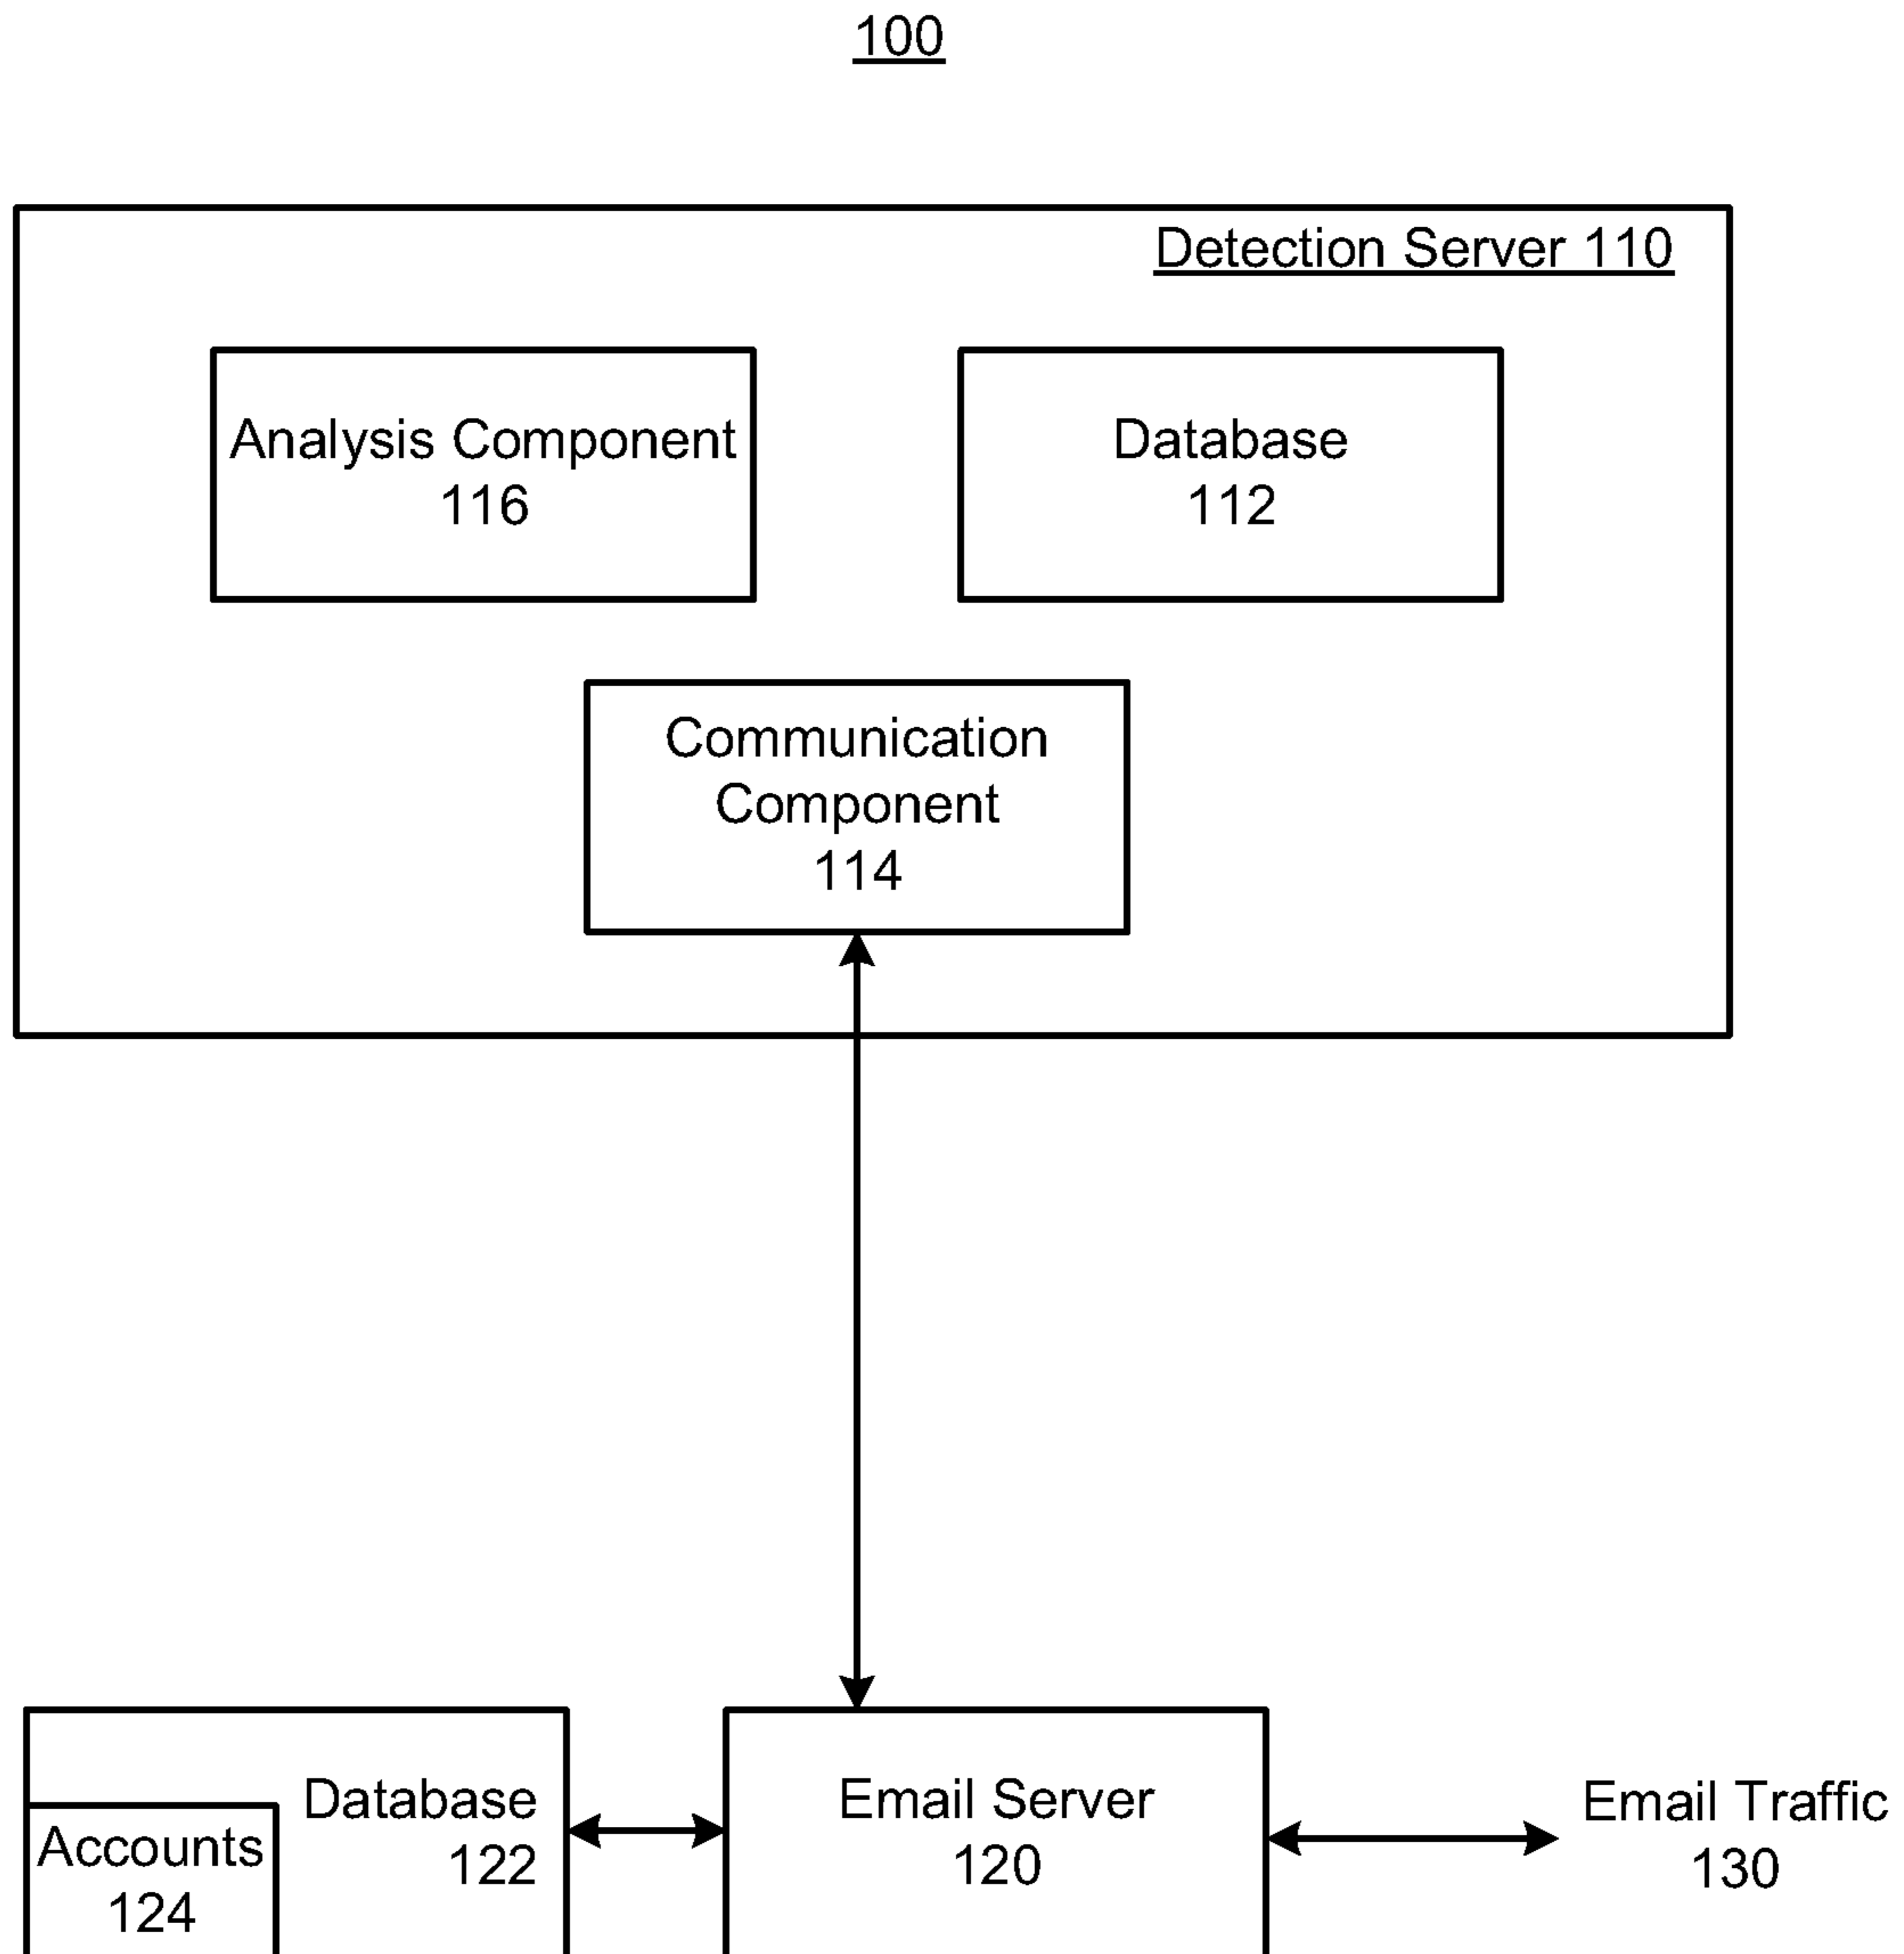 100
Detection Server 110
Analysis Component
116
Database
112
Communication
Component
114
Database
122
Accounts
124
Email Server
120
Email Traffic
130